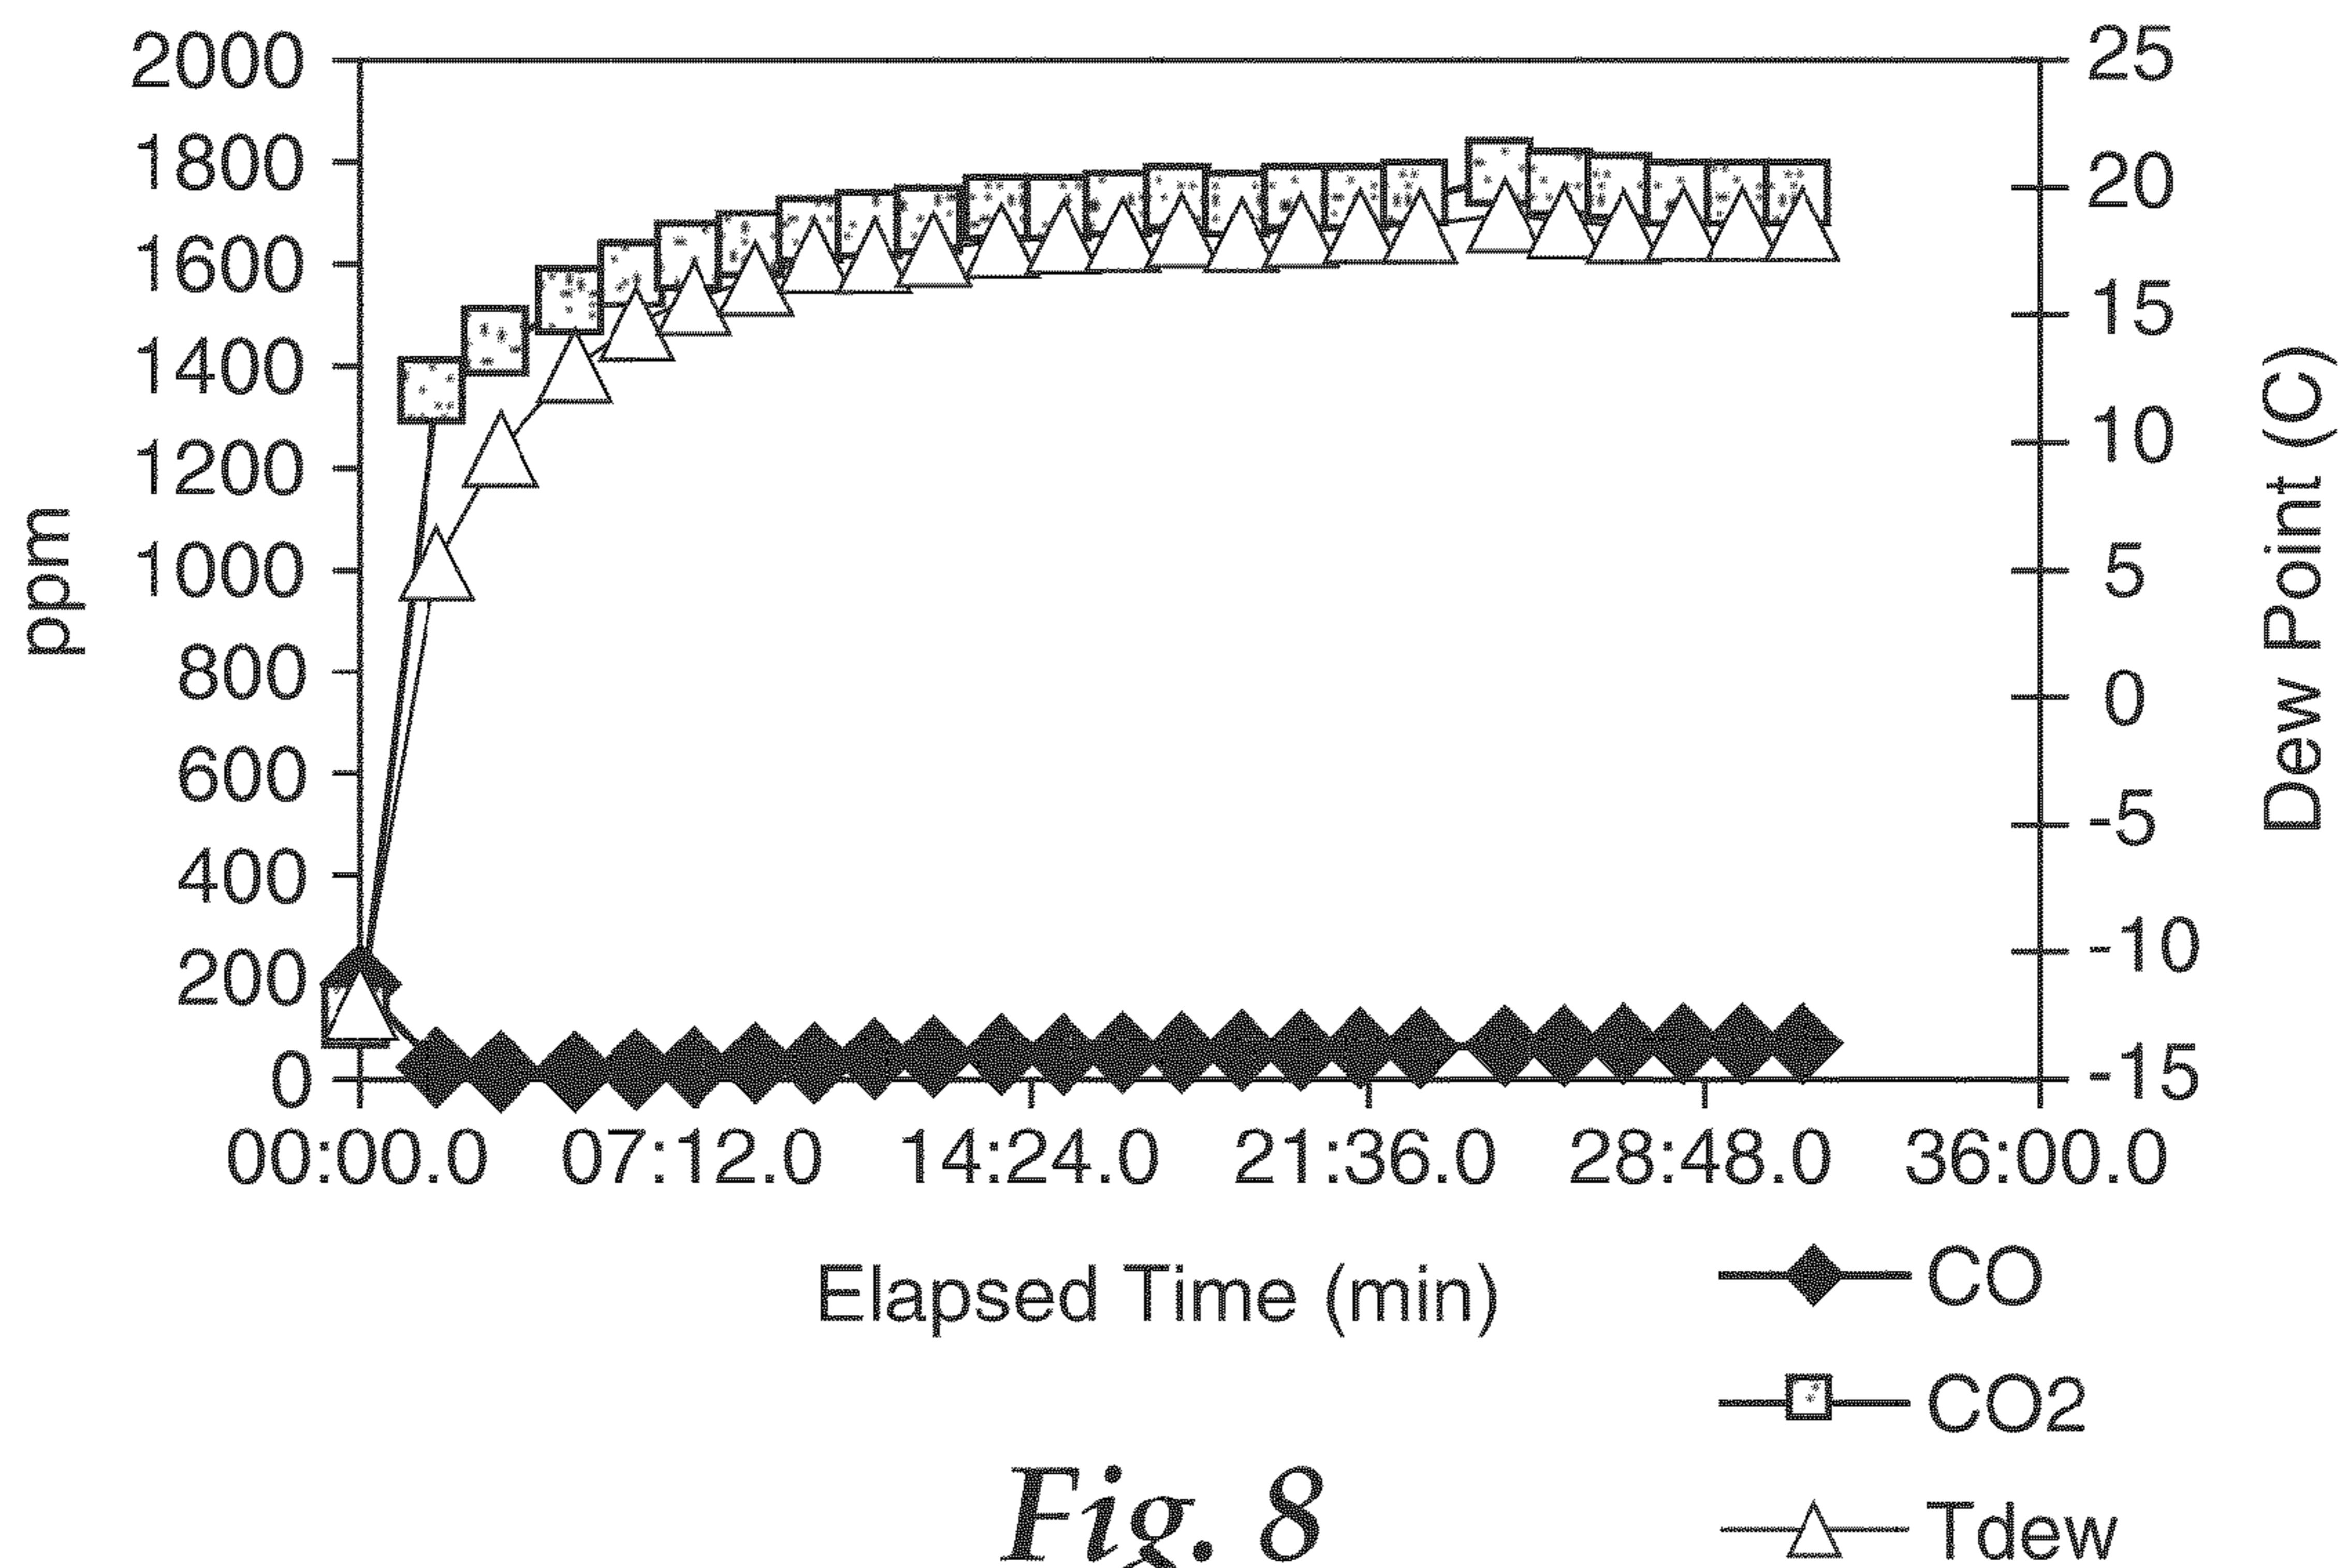 2000
1800
1600
1400
1200
1000
800
600
400
200
0
ppm
25
20
15
10
5
0
-5
-10
-15
Dew Point (C)
00:00.0 07:12.0 14:24.0 21:36.0 28:48.0 36:00.0
Elapsed Time (min)
CO
CO2
Tdew
Fig. 8